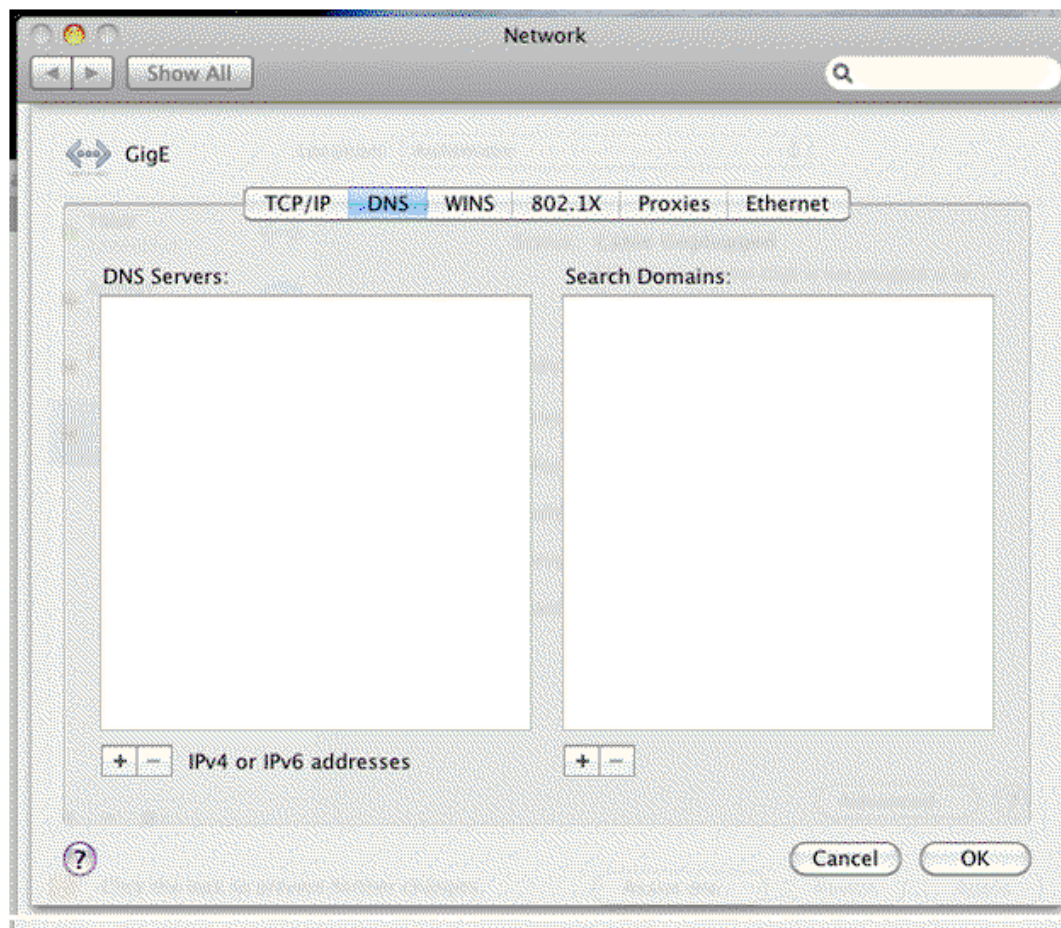 Network
Show All
GigE
TCP/IP DNS WINS 802.1X Proxies Ethernet
DNS Servers: Search Domains:
+ - IPv4 or IPv6 addresses + -
? Cancel OK